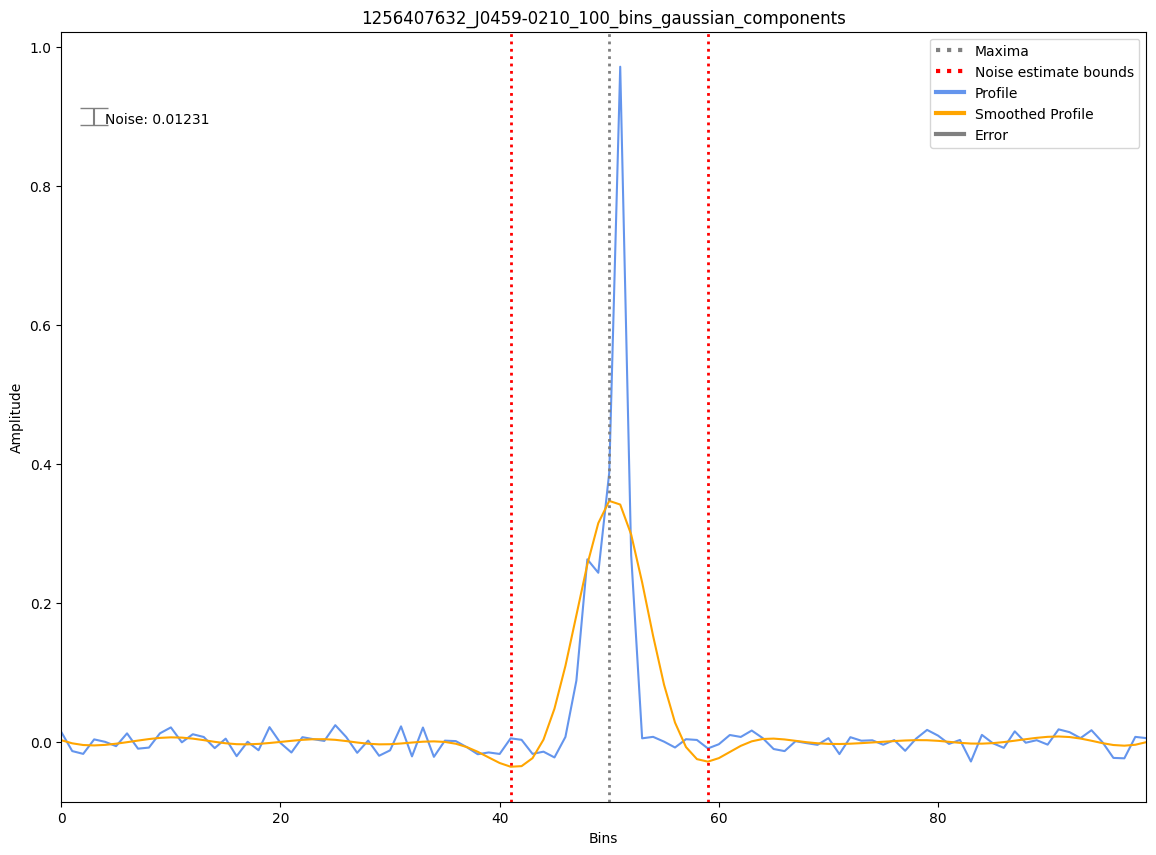 1256407632_J0459-0210_100_bins_gaussian_components
Maxima
Noise estimate bounds
Profile
Smoothed Profile
Error
Noise: 0.01231
Amplitude
1.0
0.8
0.6
0.4
0.2
0.0
0
20
40
60
80
Bins